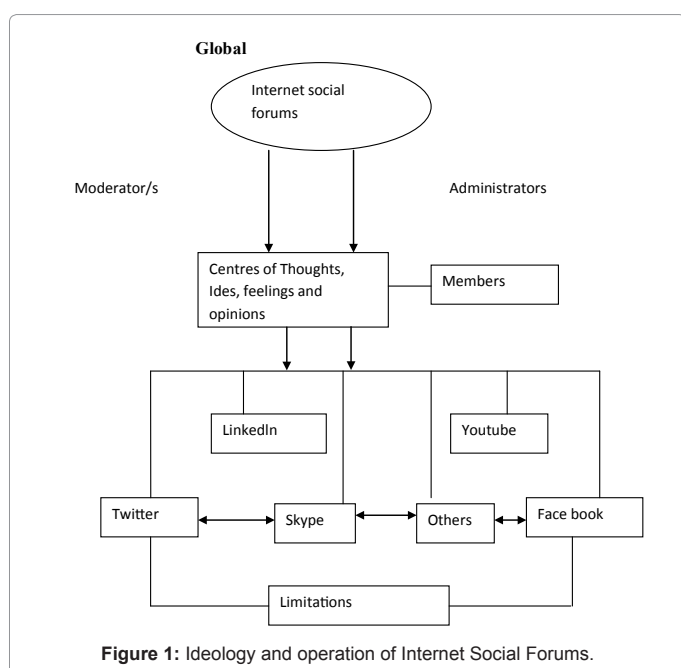 Global
Internet social
forums
Moderator/s
Administrators
Centres of Thoughts,
Ides, feelings and
opinions
Members
LinkedIn
Youtube
Twitter
Skype
Others
Face book
Limitations
Figure 1: Ideology and operation of Internet Social Forums.